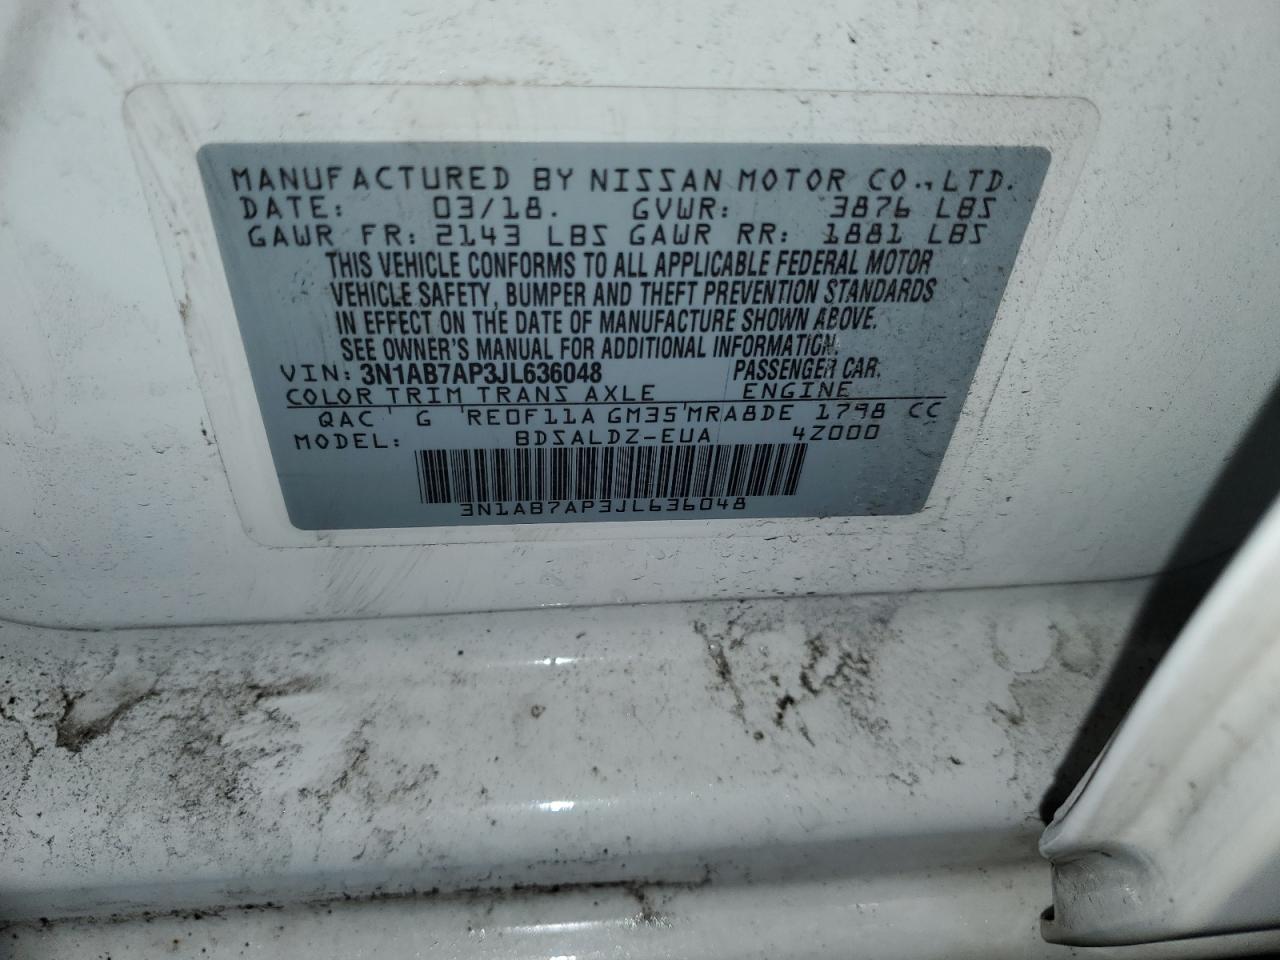 MANUFACTURED BY NISSAN MOTOR CO., LTD.
DATE: 03/18. GVWR: 3876 LBS
GAWR FR: 2143 LBS GAWR RR: 1881 LBS
THIS VEHICLE CONFORMS TO ALL APPLICABLE FEDERAL MOTOR
VEHICLE SAFETY, BUMPER AND THEFT PREVENTION STANDARDS
IN EFFECT ON THE DATE OF MANUFACTURE SHOWN ABOVE.
SEE OWNER'S MANUAL FOR ADDITIONAL INFORMATION.
VIN: 3N1AB7AP3JL636048 PASSENGER CAR.
COLOR TRIM TRANS AXLE ENGINE
QAC G RE0F11A GM35 MRA8DE 1798 CC
MODEL: BDSALDZ-EUA 4Z000
3N1AB7AP3JL636048